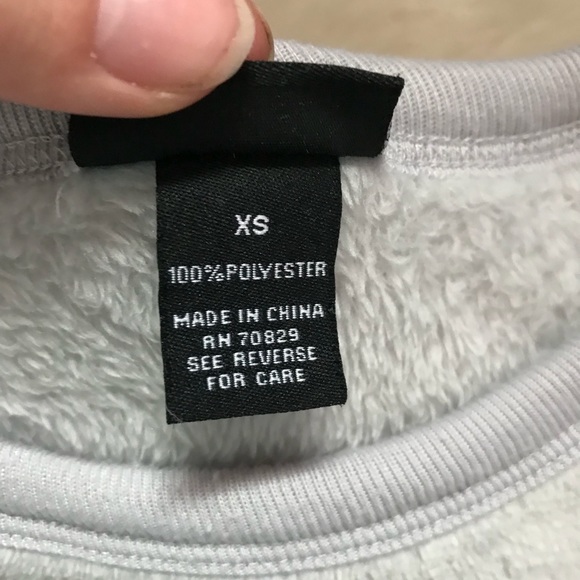 XS
100%POLYESTER
MADE IN CHINA
RN 70829
SEE REVERSE
FOR CARE